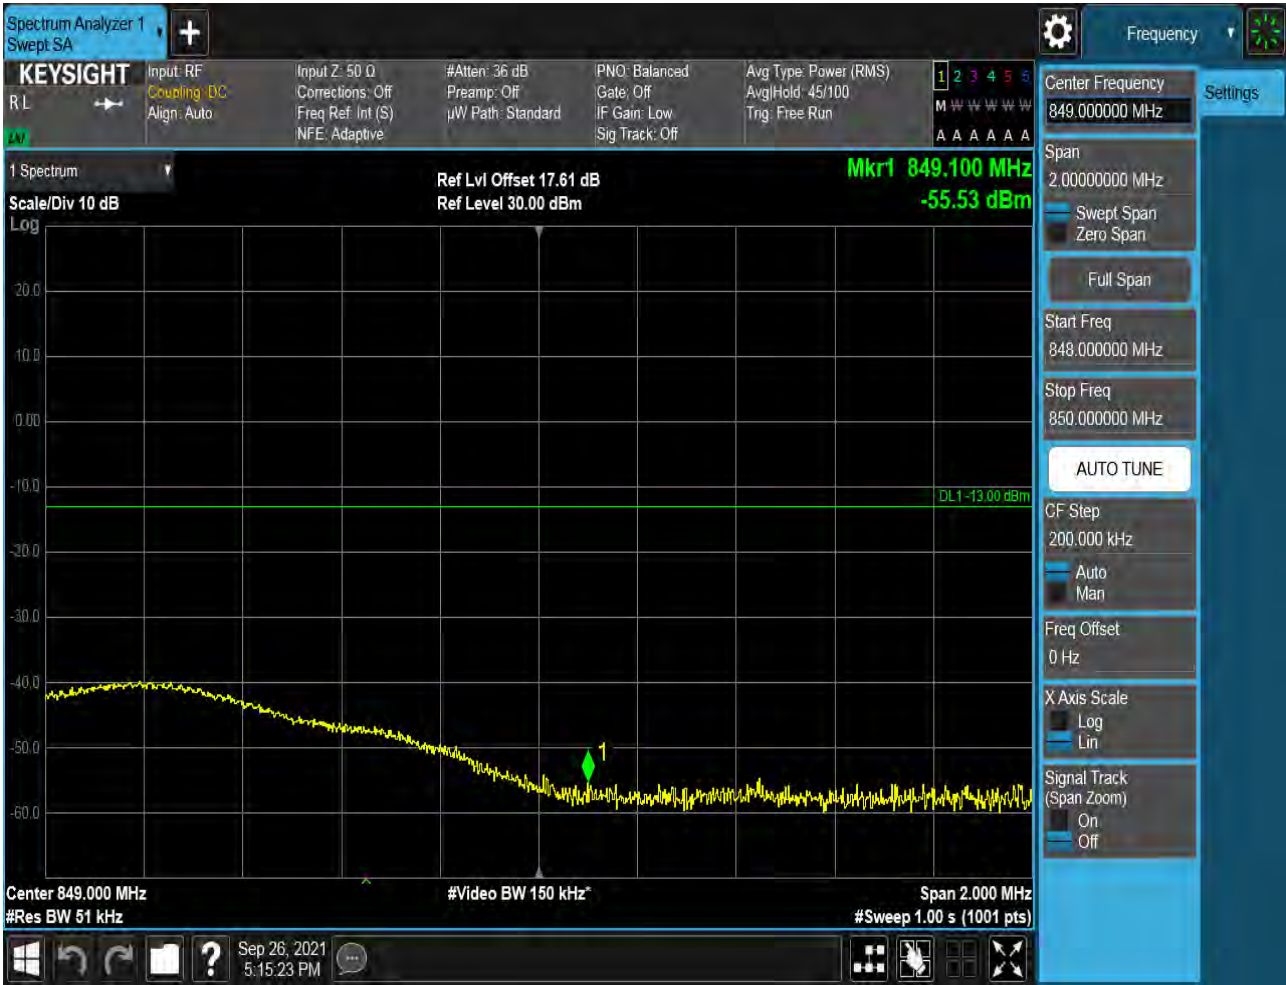 Spectrum Analyzer 1
Swept SA
Frequency
KEYSIGHT
RL
LXI
Input: RF
Coupling: DC
Align: Auto
Input Z: 50 Ω
Corrections: Off
Freq Ref: Int (S)
NFE: Adaptive
#Atten: 36 dB
Preamp: Off
µW Path: Standard
PNO: Balanced
Gate: Off
IF Gain: Low
Sig Track: Off
Avg Type: Power (RMS)
Avg|Hold: 45/100
Trig: Free Run
1 2 3 4 5 6
M W W W W W
A A A A A A
1 Spectrum
Scale/Div 10 dB
Log
Ref Lvl Offset 17.61 dB
Ref Level 30.00 dBm
Mkr1 849.100 MHz
-55.53 dBm
20.0
10.0
0.00
-10.0
DL1 -13.00 dBm
-20.0
-30.0
-40.0
-50.0
1
-60.0
Center 849.000 MHz
#Res BW 51 kHz
#Video BW 150 kHz*
Span 2.000 MHz
#Sweep 1.00 s (1001 pts)
?
Sep 26, 2021
5:15:23 PM
Center Frequency
849.000000 MHz
Settings
Span
2.00000000 MHz
Swept Span
Zero Span
Full Span
Start Freq
848.000000 MHz
Stop Freq
850.000000 MHz
AUTO TUNE
CF Step
200.000 kHz
Auto
Man
Freq Offset
0 Hz
X Axis Scale
Log
Lin
Signal Track
(Span Zoom)
On
Off